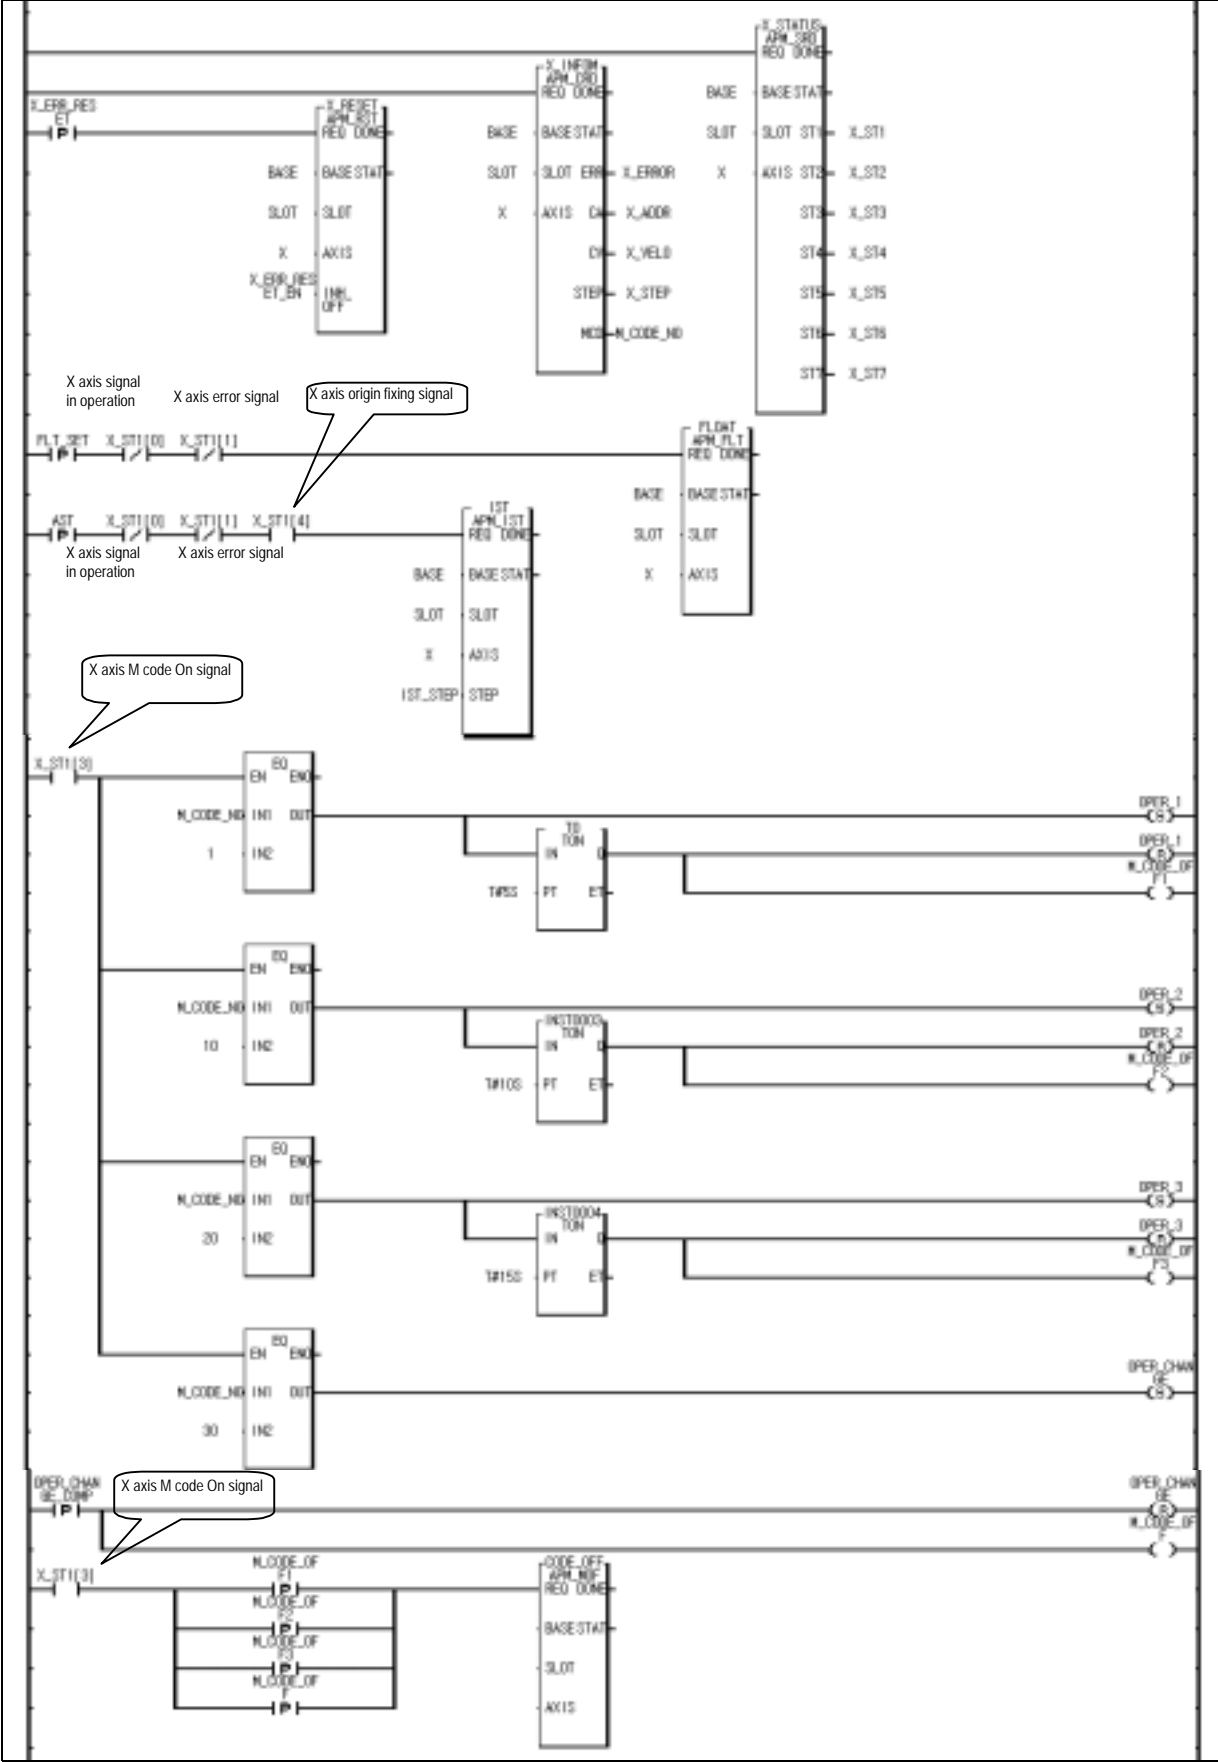 X_STATUS
APM_SRD
REQ DONE
X_INFOM
APM_CRD
REQ DONE
BASE BASE STAT
X_ERR_RES
ET
P
X_RESET
APM_RST
REQ DONE
BASE BASE STAT
SLOT SLOT ST1 X_ST1
BASE BASE STAT
SLOT SLOT ERR X_ERROR
X AXIS ST2 X_ST2
SLOT SLOT
X AXIS CA X_ADDR
ST3 X_ST3
X AXIS
CV X_VELO
ST4 X_ST4
X_ERR_RES
ET_EN INH_
OFF
STEP X_STEP
ST5 X_ST5
MCD M_CODE_NO
ST6 X_ST6
ST7 X_ST7
X axis signal
in operation
X axis error signal
X axis origin fixing signal
FLT_SET X_ST1[0] X_ST1[1]
P
FLOAT
APM_FLT
REQ DONE
BASE BASE STAT
SLOT SLOT
X AXIS
AST X_ST1[0] X_ST1[1] X_ST1[4]
P
X axis signal
in operation
X axis error signal
IST
APM_IST
REQ DONE
BASE BASE STAT
SLOT SLOT
X AXIS
IST_STEP STEP
X axis M code On signal
X_ST1[3]
EQ
EN ENO
M_CODE_NO IN1 OUT
OPER_1
S
1 IN2
T0
TON
IN Q
OPER_1
R
M_CODE_OF
F1
T#5S PT ET
EQ
EN ENO
M_CODE_NO IN1 OUT
OPER_2
S
10 IN2
INST0003
TON
IN Q
OPER_2
R
M_CODE_OF
F2
T#10S PT ET
EQ
EN ENO
M_CODE_NO IN1 OUT
OPER_3
S
20 IN2
INST0004
TON
IN Q
OPER_3
R
M_CODE_OF
F3
T#15S PT ET
EQ
EN ENO
M_CODE_NO IN1 OUT
OPER_CHAN
GE
S
30 IN2
OPER_CHAN
GE_COMP
P
X axis M code On signal
OPER_CHAN
GE
R
M_CODE_OF
F
X_ST1[3]
M_CODE_OF
F1
P
M_CODE_OF
F2
P
M_CODE_OF
F3
P
M_CODE_OF
F
P
CODE_OFF
APM_MOF
REQ DONE
BASE STAT
SLOT
AXIS